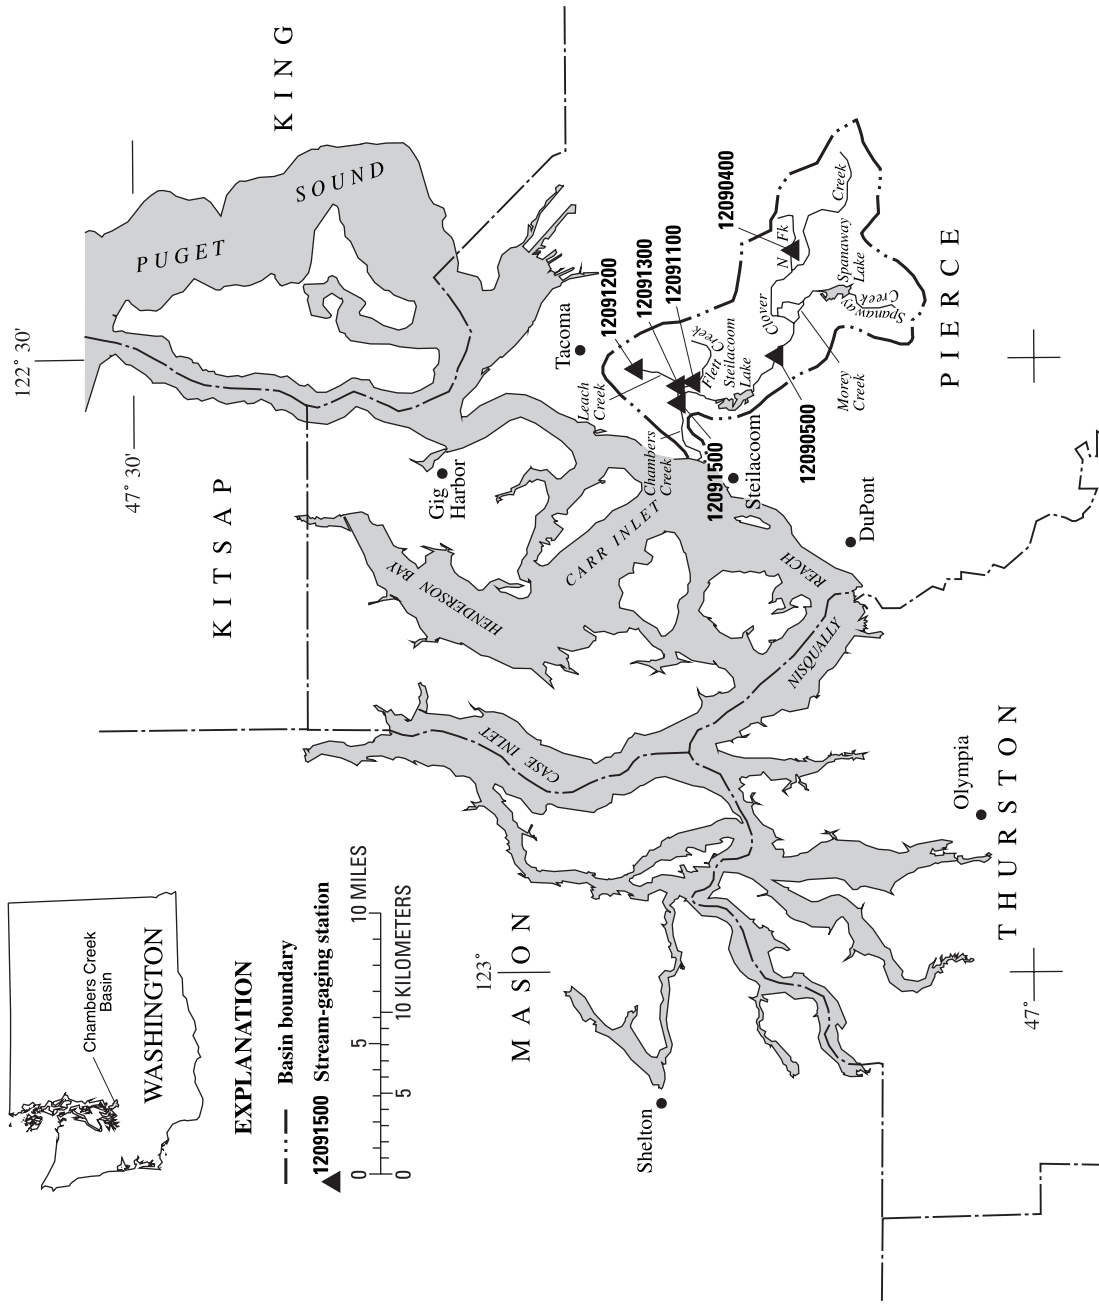 Chambers Creek
Basin
WASHINGTON
EXPLANATION
Basin boundary
12091500 Stream-gaging station
0 5 10 MILES
0 5 10 KILOMETERS
122° 30'
47° 30'
123°
47°
KITSAP
KING
MASON
THURSTON
PIERCE
PUGET
SOUND
HENDERSON BAY
CARR INLET
CASE INLET
NISQUALLY
REACH
Gig
Harbor
Tacoma
Steilacoom
DuPont
Olympia
Shelton
Leach
Creek
Chambers
Creek
Flett Creek
Steilacoom
Lake
Clover
Creek
N Fk
Spanaway
Lake
Spanaway
Creek
Morey
Creek
12091200
12091300
12091100
12090400
12091500
12090500